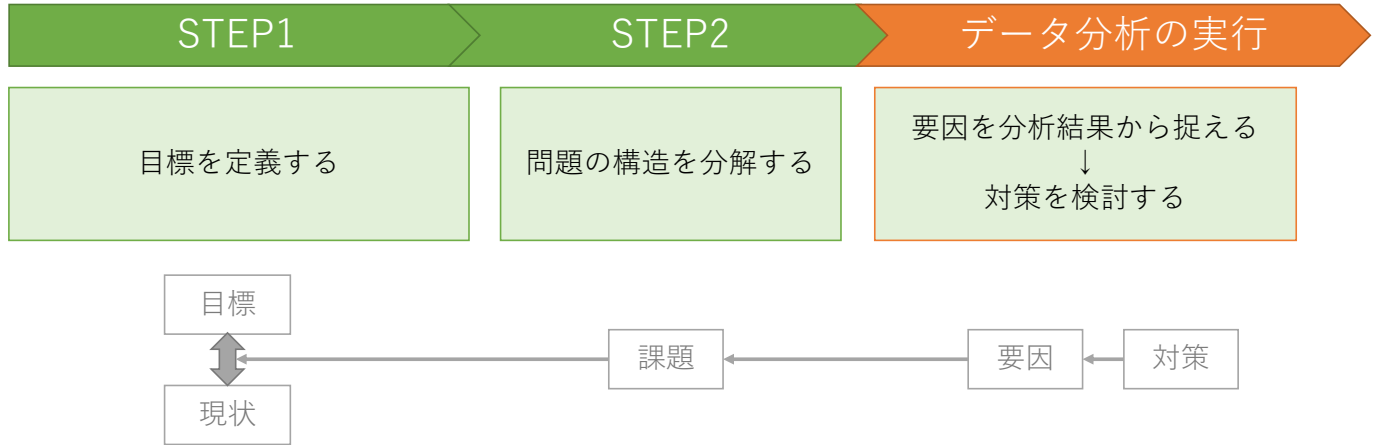 STEP1
STEP2
データ分析の実行
目標を定義する
問題の構造を分解する
要因を分析結果から捉える
↓
対策を検討する
目標
現状
課題
要因
対策